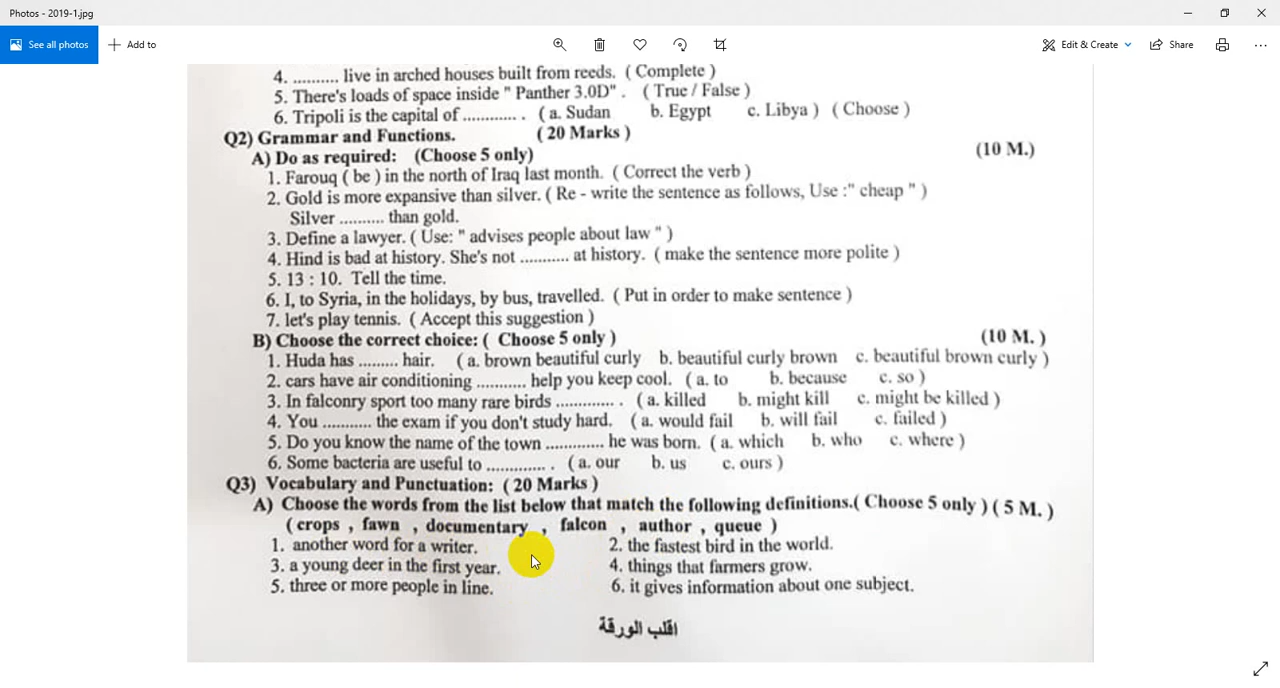 Photos - 2019-1.jpg
See all photos
Add to
Edit & Create
Share
4. .......... live in arched houses built from reeds. ( Complete )
5. There's loads of space inside " Panther 3.0D" . ( True / False )
6. Tripoli is the capital of ............ . ( a. Sudan b. Egypt c. Libya ) ( Choose )
Q2) Grammar and Functions. ( 20 Marks )
A) Do as required: (Choose 5 only) (10 M.)
1. Farouq ( be ) in the north of Iraq last month. ( Correct the verb )
2. Gold is more expansive than silver. ( Re - write the sentence as follows, Use :" cheap " )
Silver .......... than gold.
3. Define a lawyer. ( Use: " advises people about law " )
4. Hind is bad at history. She's not ........... at history. ( make the sentence more polite )
5. 13 : 10. Tell the time.
6. I, to Syria, in the holidays, by bus, travelled. ( Put in order to make sentence )
7. let's play tennis. ( Accept this suggestion )
B) Choose the correct choice: ( Choose 5 only ) (10 M. )
1. Huda has ......... hair. ( a. brown beautiful curly b. beautiful curly brown c. beautiful brown curly )
2. cars have air conditioning ........... help you keep cool. ( a. to b. because c. so )
3. In falconry sport too many rare birds ............. . ( a. killed b. might kill c. might be killed )
4. You ........... the exam if you don't study hard. ( a. would fail b. will fail c. failed )
5. Do you know the name of the town ............. he was born. ( a. which b. who c. where )
6. Some bacteria are useful to ............. . ( a. our b. us c. ours )
Q3) Vocabulary and Punctuation: ( 20 Marks )
A) Choose the words from the list below that match the following definitions.( Choose 5 only ) ( 5 M. )
( crops , fawn , documentary , falcon , author , queue )
1. another word for a writer. 2. the fastest bird in the world.
3. a young deer in the first year. 4. things that farmers grow.
5. three or more people in line. 6. it gives information about one subject.
اقلب الورقة